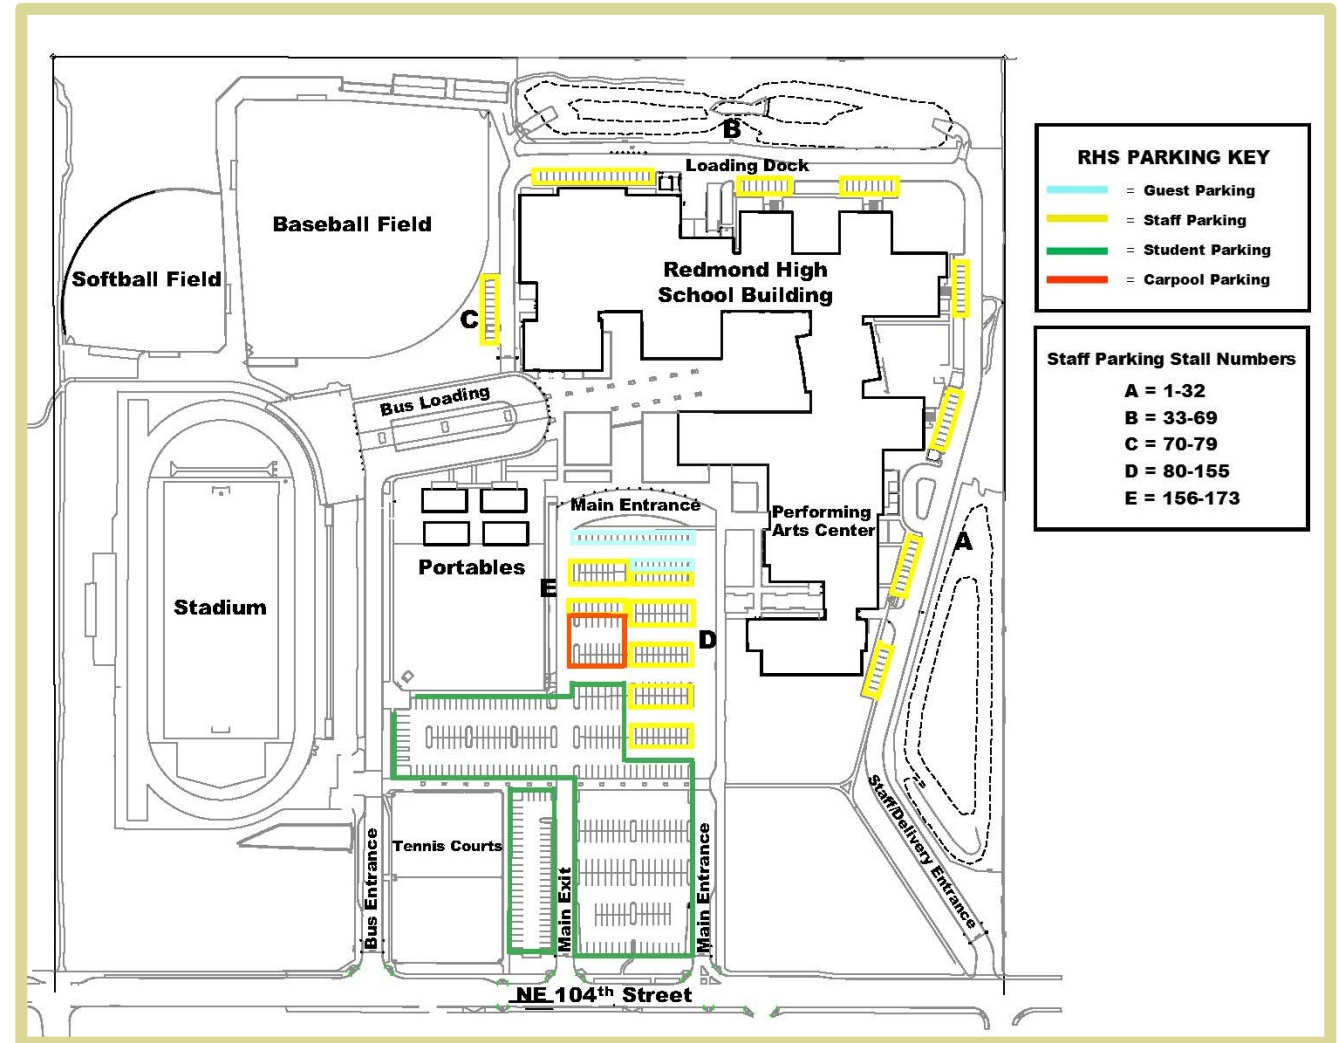 B
Loading Dock
RHS PARKING KEY
= Guest Parking
= Staff Parking
= Student Parking
= Carpool Parking
Baseball Field
Softball Field
Redmond High
School Building
C
Staff Parking Stall Numbers
A = 1-32
B = 33-69
C = 70-79
D = 80-155
E = 156-173
Bus Loading
Main Entrance
Performing
Arts Center
A
Portables
E
Stadium
D
Tennis Courts
Bus Entrance
Main Exit
Main Entrance
Staff/Delivery Entrance
NE 104th Street